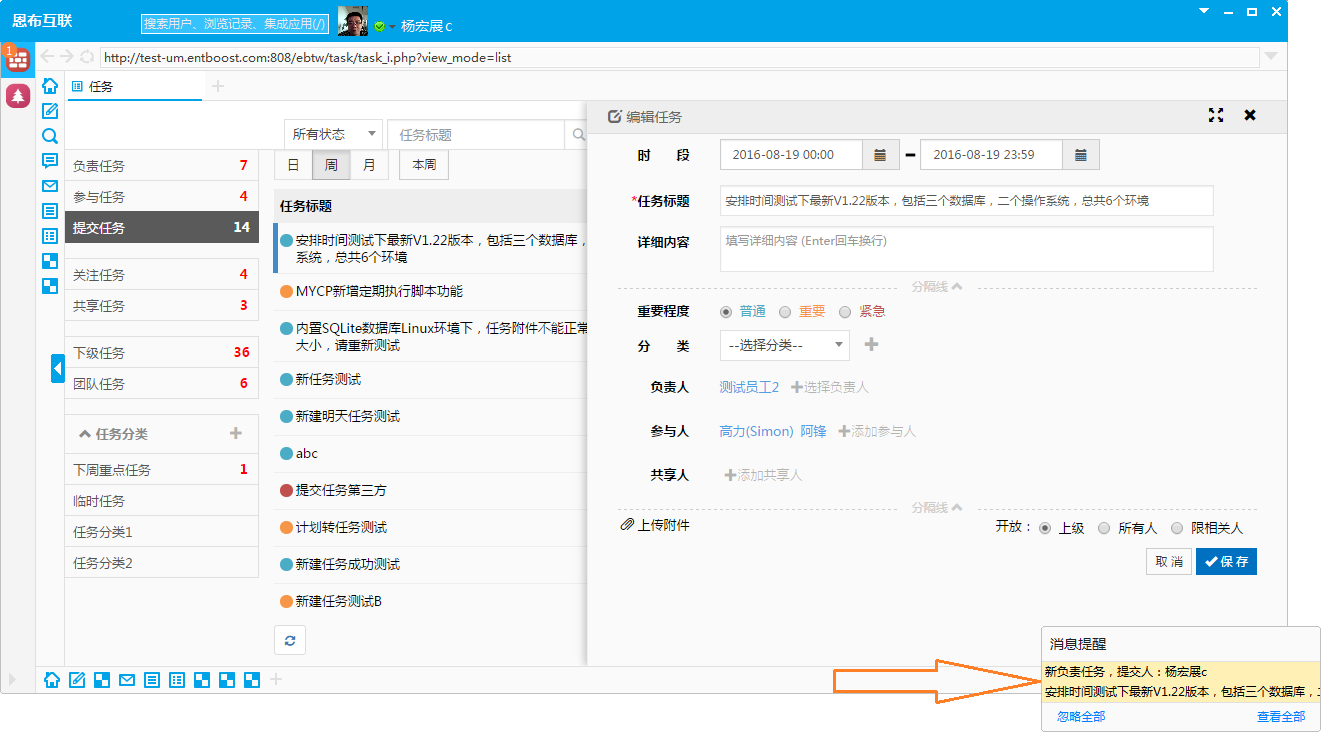 恩布互联
搜索用户、浏览记录、集成应用(/)
杨宏展c
1
http://test-um.entboost.com:808/ebtw/task/task_i.php?view_mode=list
任务
所有状态
任务标题
负责任务 7
参与任务 4
提交任务 14
关注任务 4
共享任务 3
下级任务 36
团队任务 6
任务分类
下周重点任务 1
临时任务
任务分类1
任务分类2
日 周 月 本周
任务标题
安排时间测试下最新V1.22版本，包括三个数据库，
系统，总共6个环境
MYCP新增定期执行脚本功能
内置SQLite数据库Linux环境下，任务附件不能正常
大小，请重新测试
新任务测试
新建明天任务测试
abc
提交任务第三方
计划转任务测试
新建任务成功测试
新建任务测试B
编辑任务
时 段 2016-08-19 00:00 2016-08-19 23:59
*任务标题 安排时间测试下最新V1.22版本，包括三个数据库，二个操作系统，总共6个环境
详细内容 填写详细内容 (Enter回车换行)
分隔线
重要程度 普通 重要 紧急
分 类 --选择分类--
负责人 测试员工2 选择负责人
参与人 高力(Simon) 阿锋 添加参与人
共享人 添加共享人
分隔线
上传附件 开放： 上级 所有人 限相关人
取 消 保 存
消息提醒
新负责任务，提交人：杨宏展c
安排时间测试下最新V1.22版本，包括三个数据库，
忽略全部 查看全部